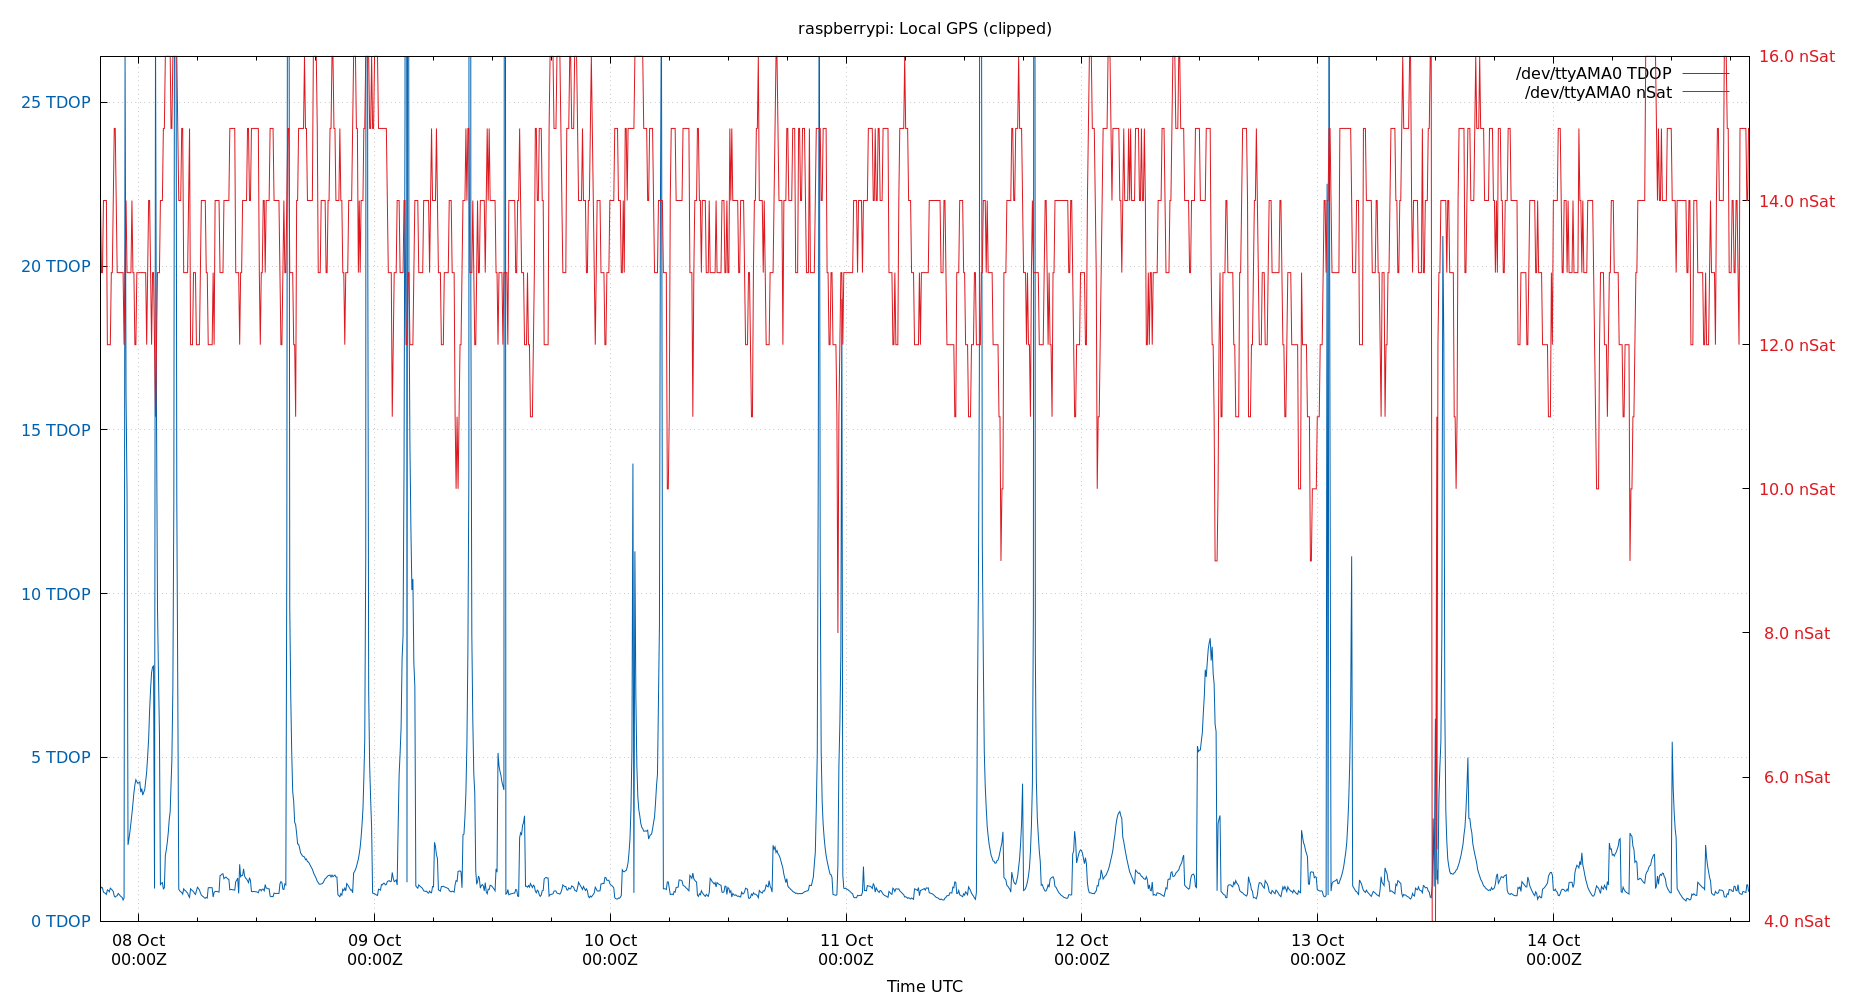 raspberrypi: Local GPS (clipped)
/dev/ttyAMA0 TDOP
/dev/ttyAMA0 nSat
25 TDOP
20 TDOP
15 TDOP
10 TDOP
5 TDOP
0 TDOP
16.0 nSat
14.0 nSat
12.0 nSat
10.0 nSat
8.0 nSat
6.0 nSat
4.0 nSat
08 Oct
00:00Z
09 Oct
00:00Z
10 Oct
00:00Z
11 Oct
00:00Z
12 Oct
00:00Z
13 Oct
00:00Z
14 Oct
00:00Z
Time UTC